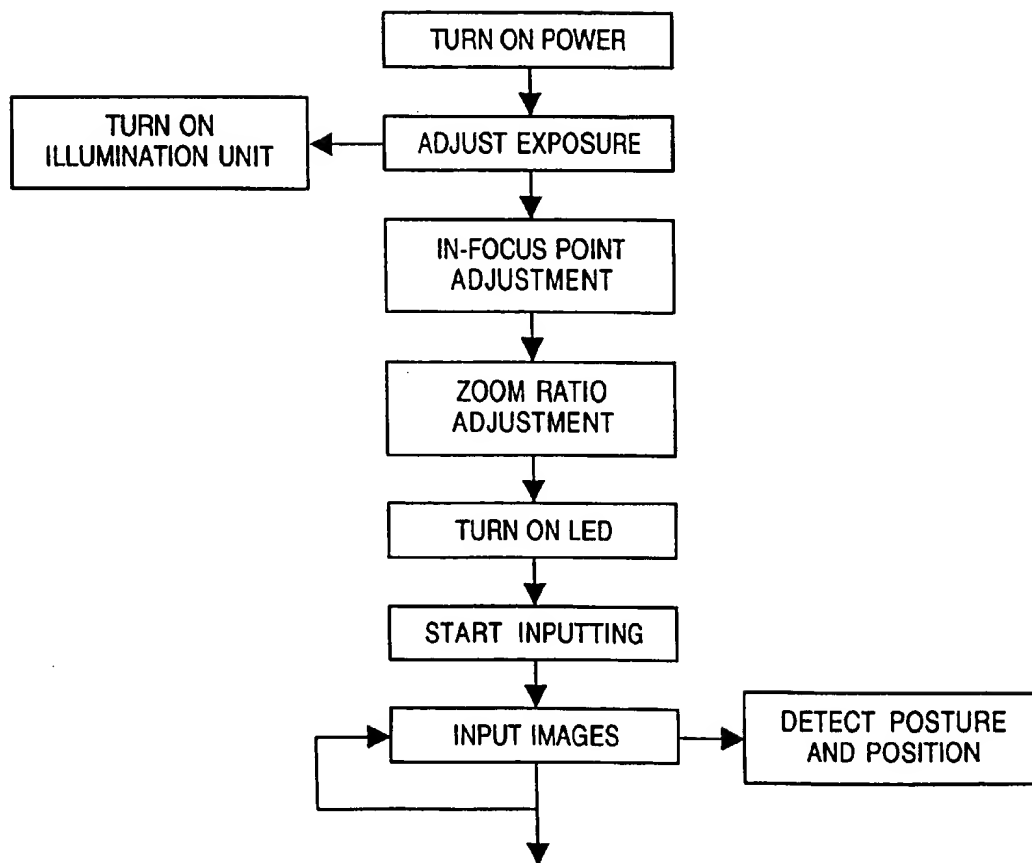 TURN ON POWER
TURN ON
ILLUMINATION UNIT
ADJUST EXPOSURE
IN-FOCUS POINT
ADJUSTMENT
ZOOM RATIO
ADJUSTMENT
TURN ON LED
START INPUTTING
INPUT IMAGES
DETECT POSTURE
AND POSITION